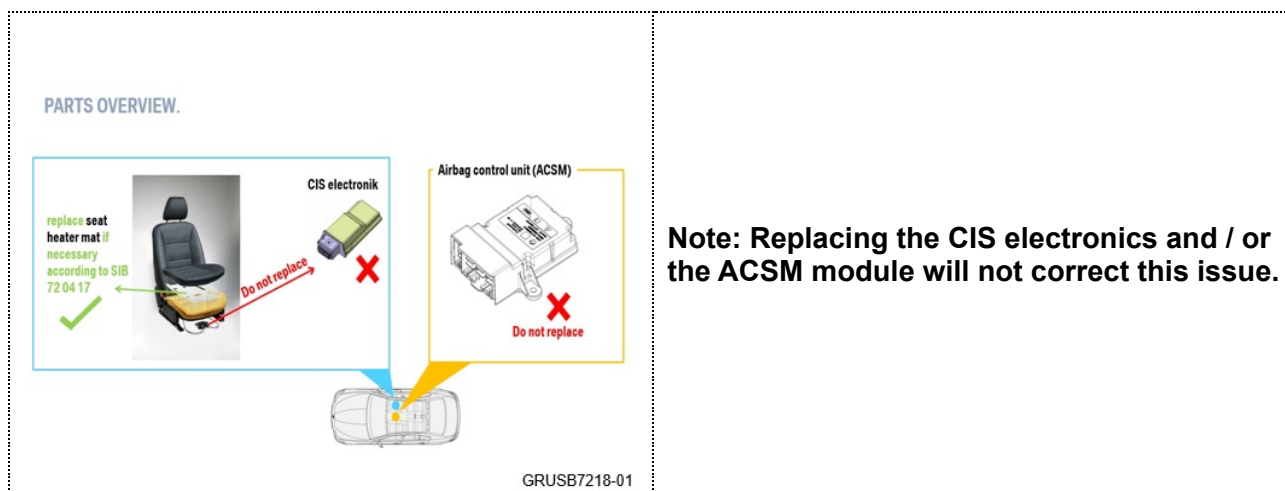 PARTS OVERVIEW.
CIS electronik
replace seat
heater mat if
necessary
according to SIB
72 04 17
Do not replace
Airbag control unit (ACSM)
Do not replace
GRUSB7218-01
Note: Replacing the CIS electronics and / or
the ACSM module will not correct this issue.